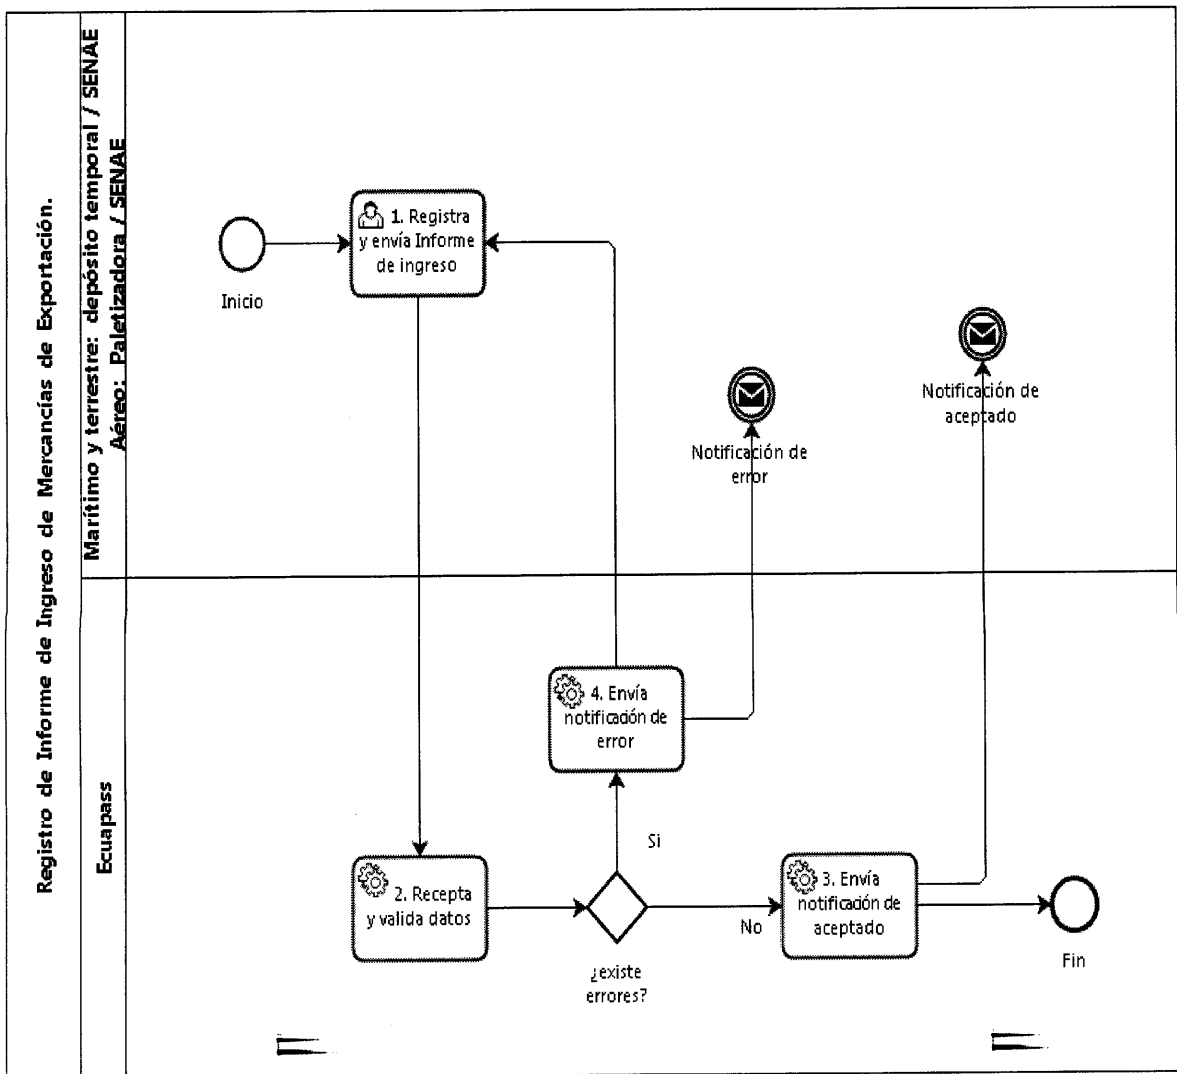 Registro de Informe de Ingreso de Mercancías de Exportación.
Marítimo y terrestre: depósito temporal / SENAE
Aéreo: Paletizadora / SENAE
1. Registra
y envía Informe
de ingreso
Inicio
Notificación de
aceptado
Notificación de
error
Ecuapass
4. Envía
notificación de
error
Si
2. Recepta
y valida datos
¿existe
errores?
No
3. Envía
notificación de
aceptado
Fin